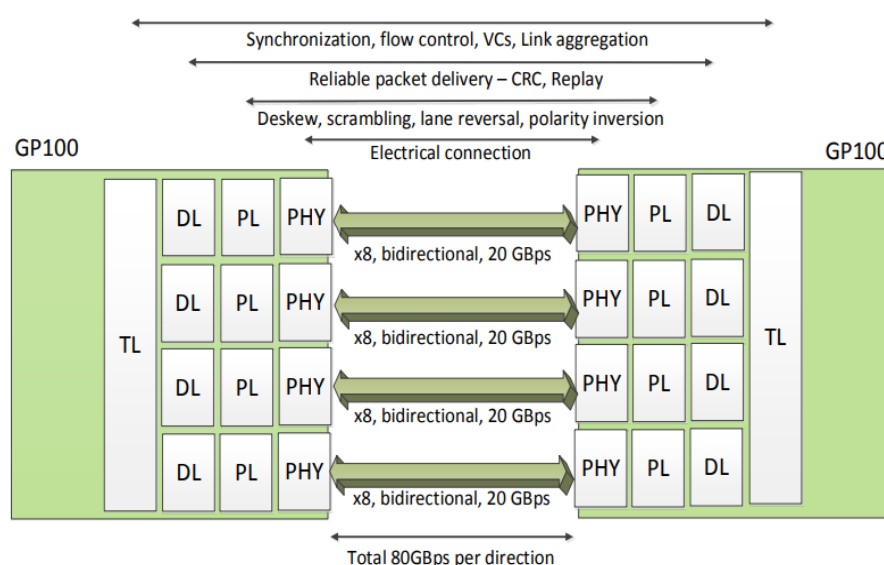 Synchronization, flow control, VCs, Link aggregation
Reliable packet delivery – CRC, Replay
Deskew, scrambling, lane reversal, polarity inversion
Electrical connection
GP100
GP100
TL
DL PL PHY
x8, bidirectional, 20 GBps
PHY PL DL
DL PL PHY
x8, bidirectional, 20 GBps
PHY PL DL
DL PL PHY
x8, bidirectional, 20 GBps
PHY PL DL
DL PL PHY
x8, bidirectional, 20 GBps
PHY PL DL
TL
Total 80GBps per direction